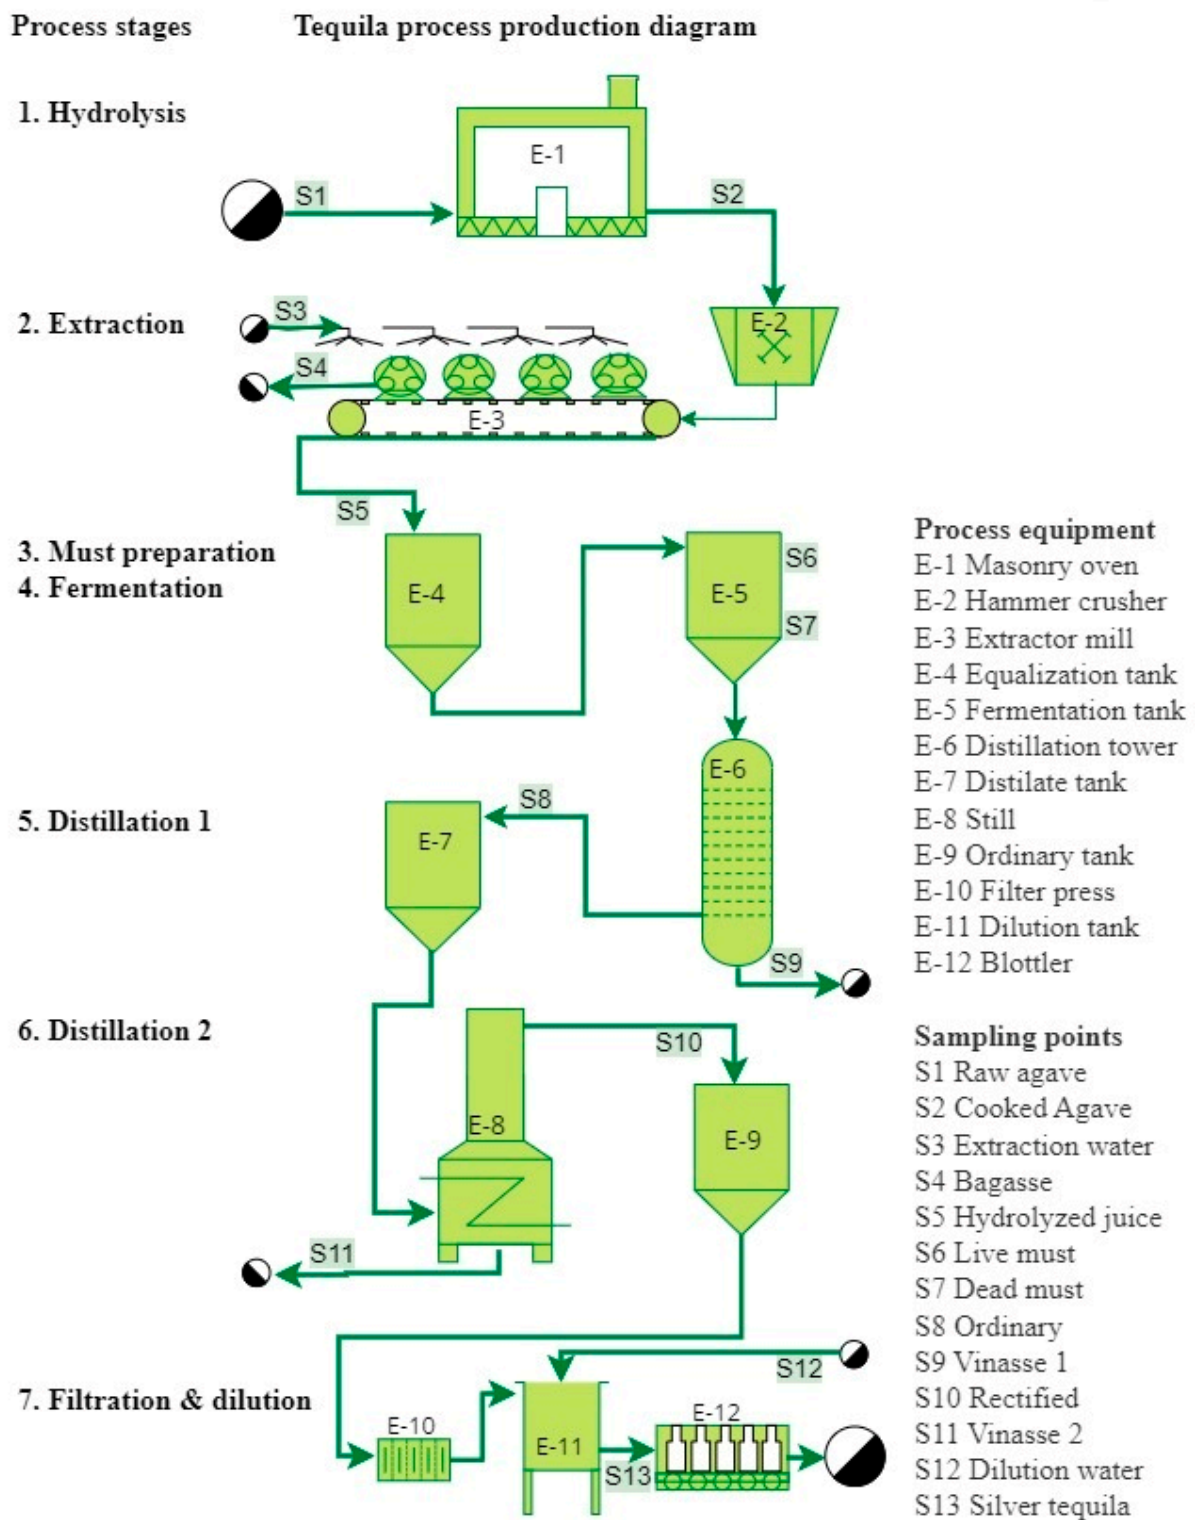 Process stages
Tequila process production diagram
1. Hydrolysis
E-1
S1
S2
2. Extraction
S3
E-2
S4
E-3
S5
3. Must preparation
4. Fermentation
E-4
E-5
S6
S7
Process equipment
E-1 Masonry oven
E-2 Hammer crusher
E-3 Extractor mill
E-4 Equalization tank
E-5 Fermentation tank
E-6 Distillation tower
E-7 Distilate tank
E-8 Still
E-9 Ordinary tank
E-10 Filter press
E-11 Dilution tank
E-12 Blottler
E-6
5. Distillation 1
S8
E-7
S9
6. Distillation 2
S10
E-8
E-9
S11
Sampling points
S1 Raw agave
S2 Cooked Agave
S3 Extraction water
S4 Bagasse
S5 Hydrolyzed juice
S6 Live must
S7 Dead must
S8 Ordinary
S9 Vinasse 1
S10 Rectified
S11 Vinasse 2
S12 Dilution water
S13 Silver tequila
S12
7. Filtration & dilution
E-10
E-11
S13
E-12